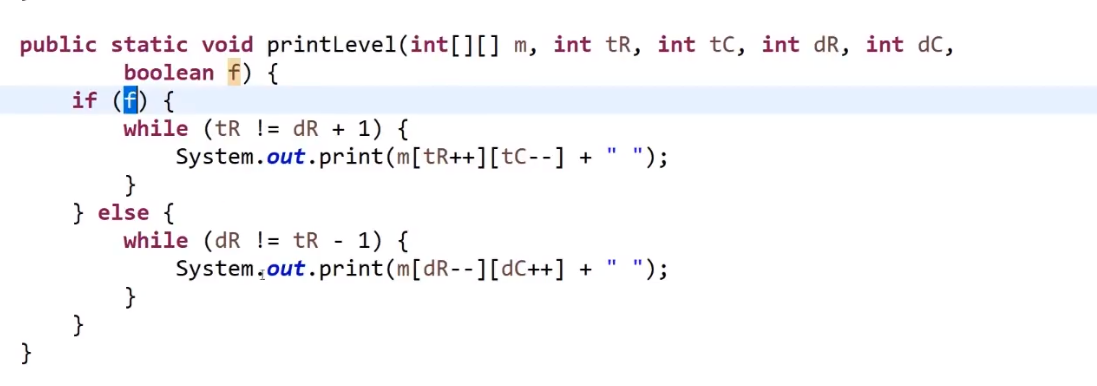 public static void printLevel(int[][] m, int tR, int tC, int dR, int dC,
        boolean f) {
    if (f) {
        while (tR != dR + 1) {
            System.out.print(m[tR++][tC--] + " ");
        }
    } else {
        while (dR != tR - 1) {
            System.out.print(m[dR--][dC++] + " ");
        }
    }
}